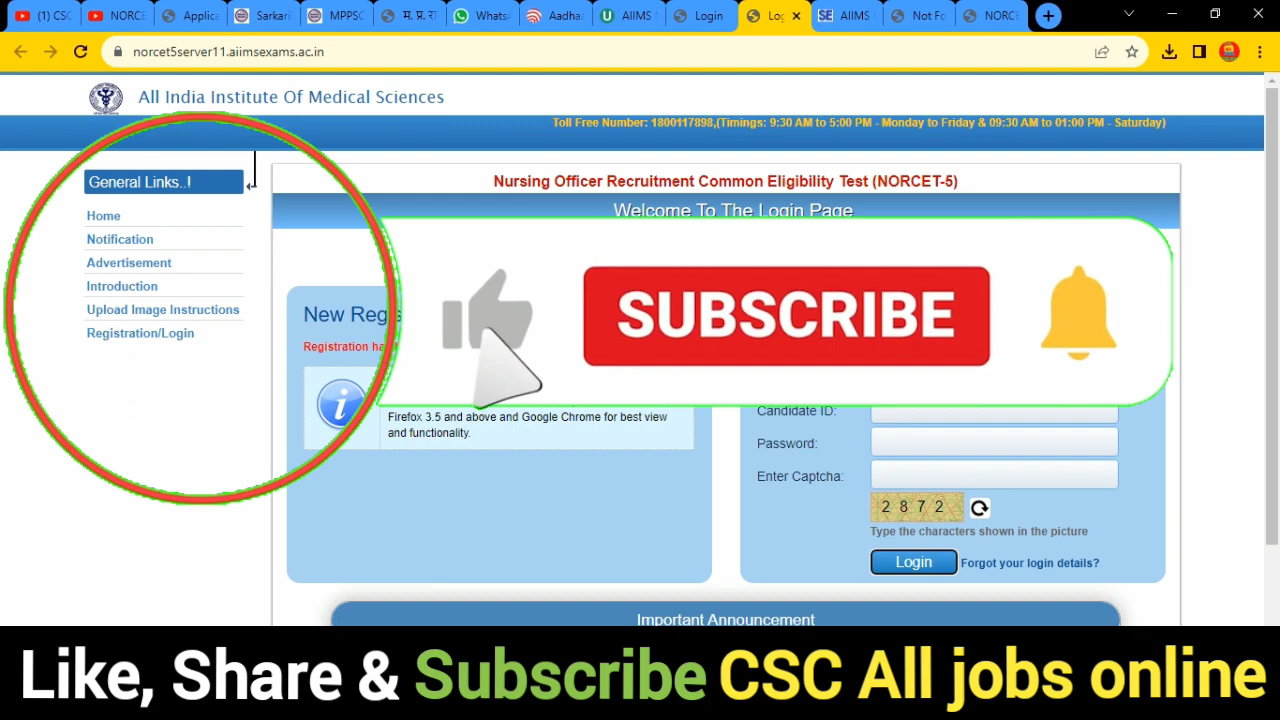 (1) CSC
NORCE
Applica
Sarkari
MPPSC
म. प्र. रा
WhatsA
Aadhaa
AIIMS
Login
Log
AIIMS
Not Fo
NORCE
norcet5server11.aiimsexams.ac.in
All India Institute Of Medical Sciences
Toll Free Number: 1800117898,(Timings: 9:30 AM to 5:00 PM - Monday to Friday & 09:30 AM to 01:00 PM - Saturday)
General Links..!
Home
Notification
Advertisement
Introduction
Upload Image Instructions
Registration/Login
Nursing Officer Recruitment Common Eligibility Test (NORCET-5)
Welcome To The Login Page
New Regis
Registration ha
Firefox 3.5 and above and Google Chrome for best view
and functionality.
SUBSCRIBE
Candidate ID:
Password:
Enter Captcha:
2 8 7 2
Type the characters shown in the picture
Login Forgot your login details?
Important Announcement
Like, Share & Subscribe CSC All jobs online